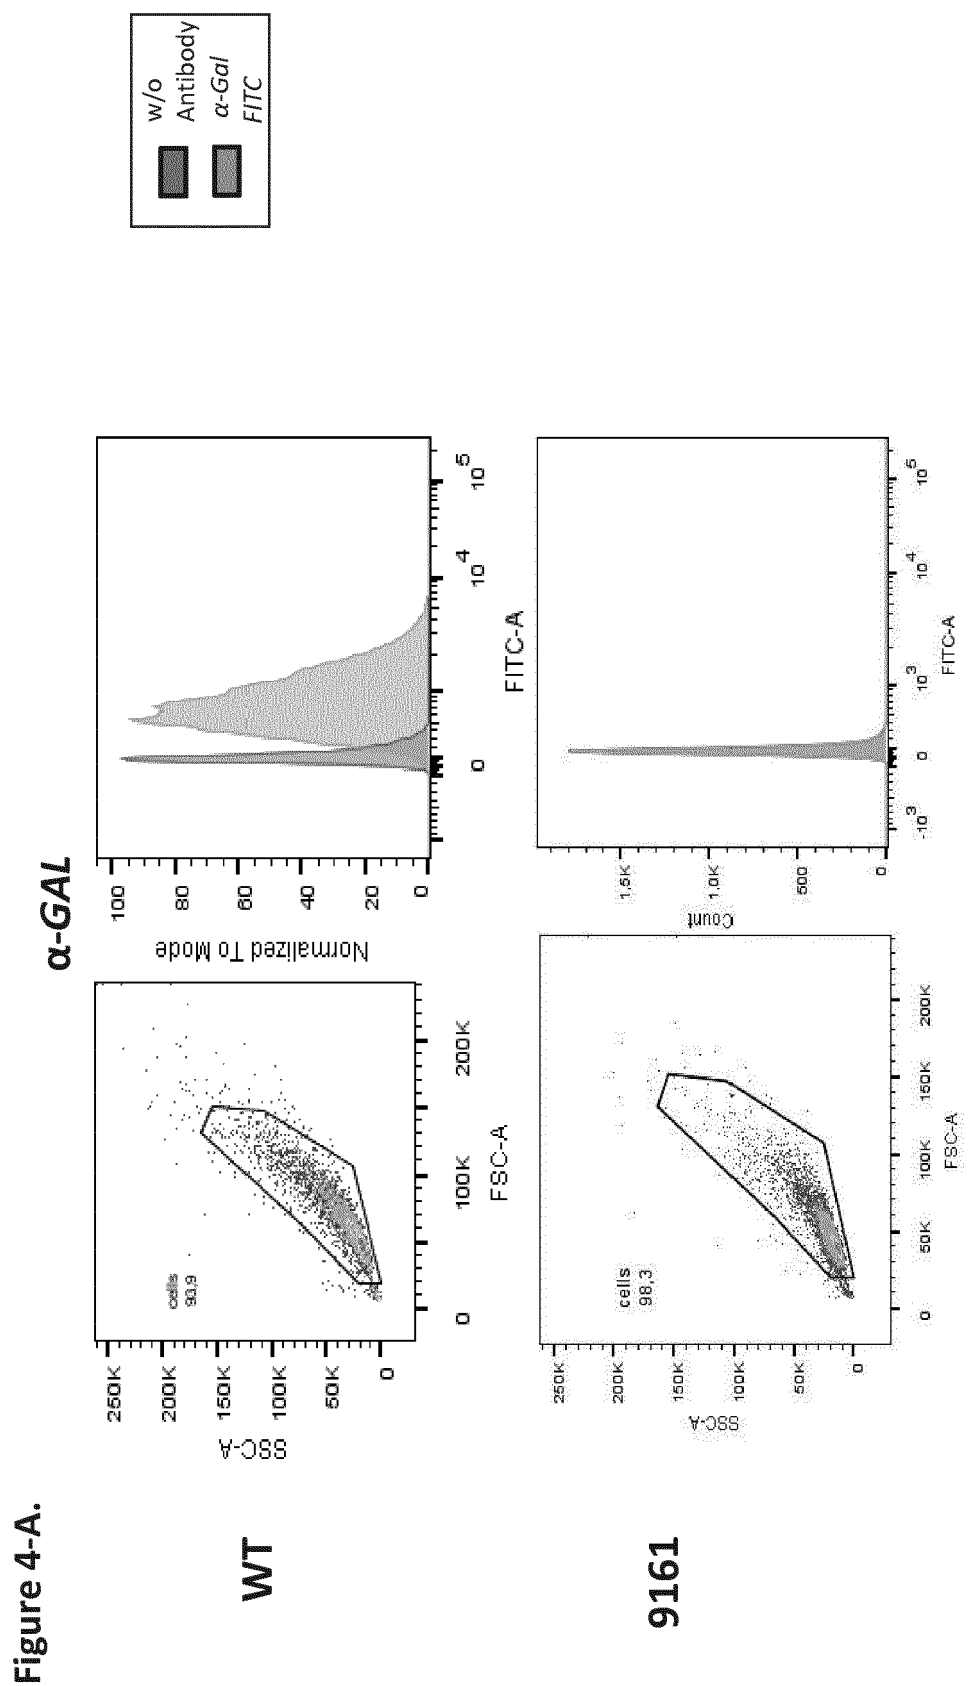 Figure 4-A.
α-GAL
w/o
Antibody
α-Gal
FITC
WT
SSC-A
250K
200K
150K
100K
50K
0
cells
93,9
0
100K
200K
FSC-A
Normalized To Mode
100
80
60
40
20
0
0
10^4
10^5
FITC-A
9161
SSC-A
250K
200K
150K
100K
50K
0
cells
98,3
0
50K
100K
150K
200K
FSC-A
Count
1,5K
1,0K
500
0
-10^3
0
10^3
10^4
10^5
FITC-A